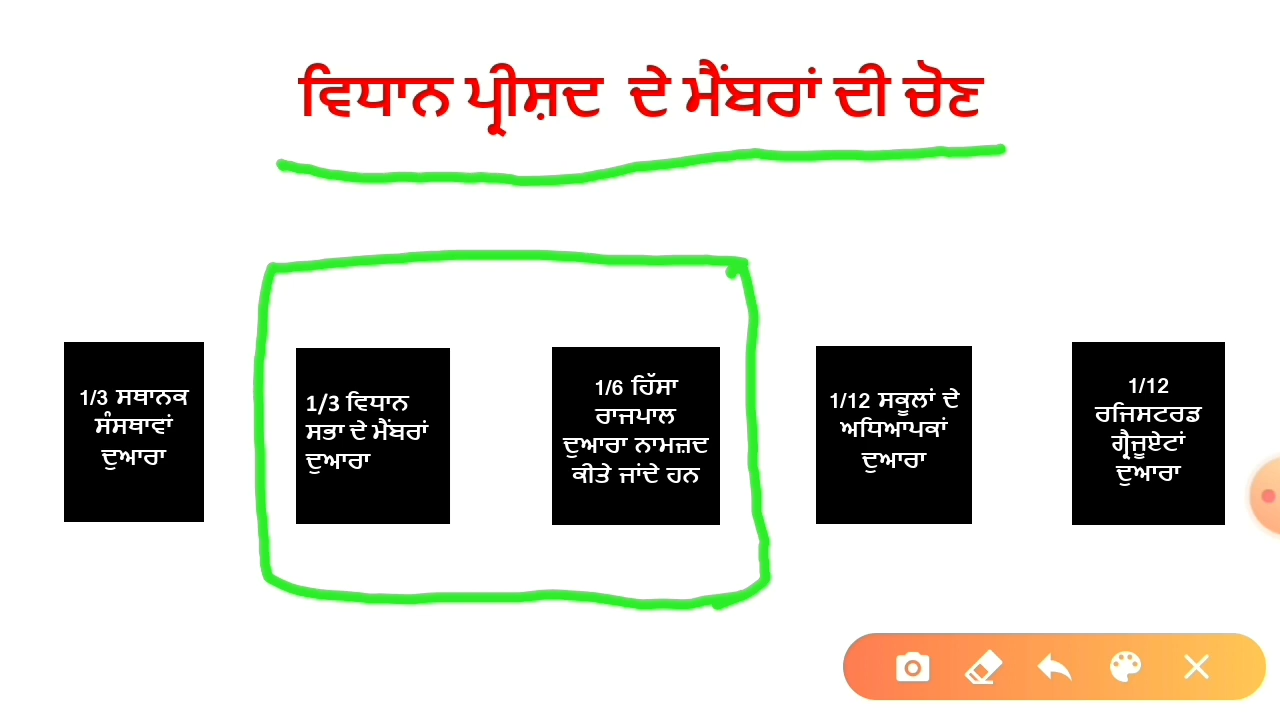 ਵਿਧਾਨ ਪ੍ਰੀਸ਼ਦ ਦੇ ਮੈਂਬਰਾਂ ਦੀ ਚੋਣ
1/3 ਸਥਾਨਕ
ਸੰਸਥਾਵਾਂ
ਦੁਆਰਾ
1/3 ਵਿਧਾਨ
ਸਭਾ ਦੇ ਮੈਂਬਰਾਂ
ਦੁਆਰਾ
1/6 ਹਿੱਸਾ
ਰਾਜਪਾਲ
ਦੁਆਰਾ ਨਾਮਜ਼ਦ
ਕੀਤੇ ਜਾਂਦੇ ਹਨ
1/12 ਸਕੂਲਾਂ ਦੇ
ਅਧਿਆਪਕਾਂ
ਦੁਆਰਾ
1/12
ਰਜਿਸਟਰਡ
ਗ੍ਰੈਜੂਏਟਾਂ
ਦੁਆਰਾ